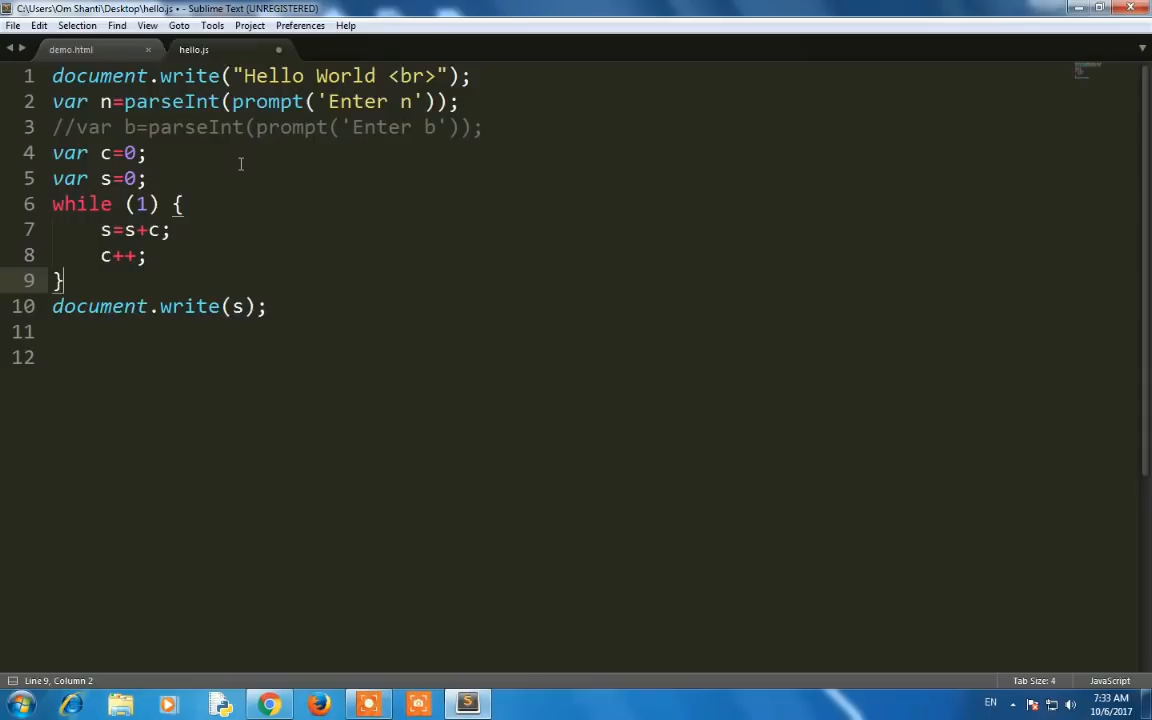 C:\Users\Om Shanti\Desktop\hello.js • - Sublime Text (UNREGISTERED)
File Edit Selection Find View Goto Tools Project Preferences Help
demo.html × hello.js
1 document.write("Hello World <br>");
2 var n=parseInt(prompt('Enter n'));
3 //var b=parseInt(prompt('Enter b'));
4 var c=0;
5 var s=0;
6 while (1) {
7 s=s+c;
8 c++;
9 }
10 document.write(s);
11
12
Line 9, Column 2 Tab Size: 4 JavaScript
EN 7:33 AM
10/6/2017